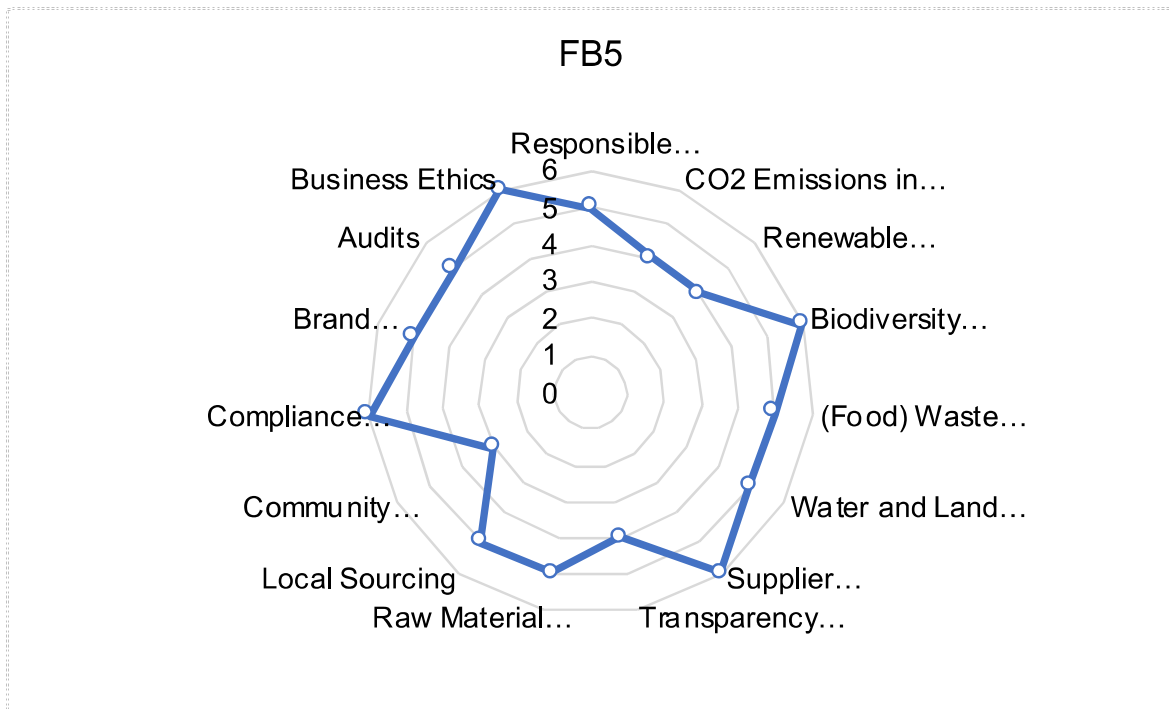 FB5
Responsible…
CO2 Emissions in…
Renewable…
Biodiversity…
(Food) Waste…
Water and Land…
Supplier…
Transparency…
Raw Material…
Local Sourcing
Community…
Compliance…
Brand…
Audits
Business Ethics
6
5
4
3
2
1
0